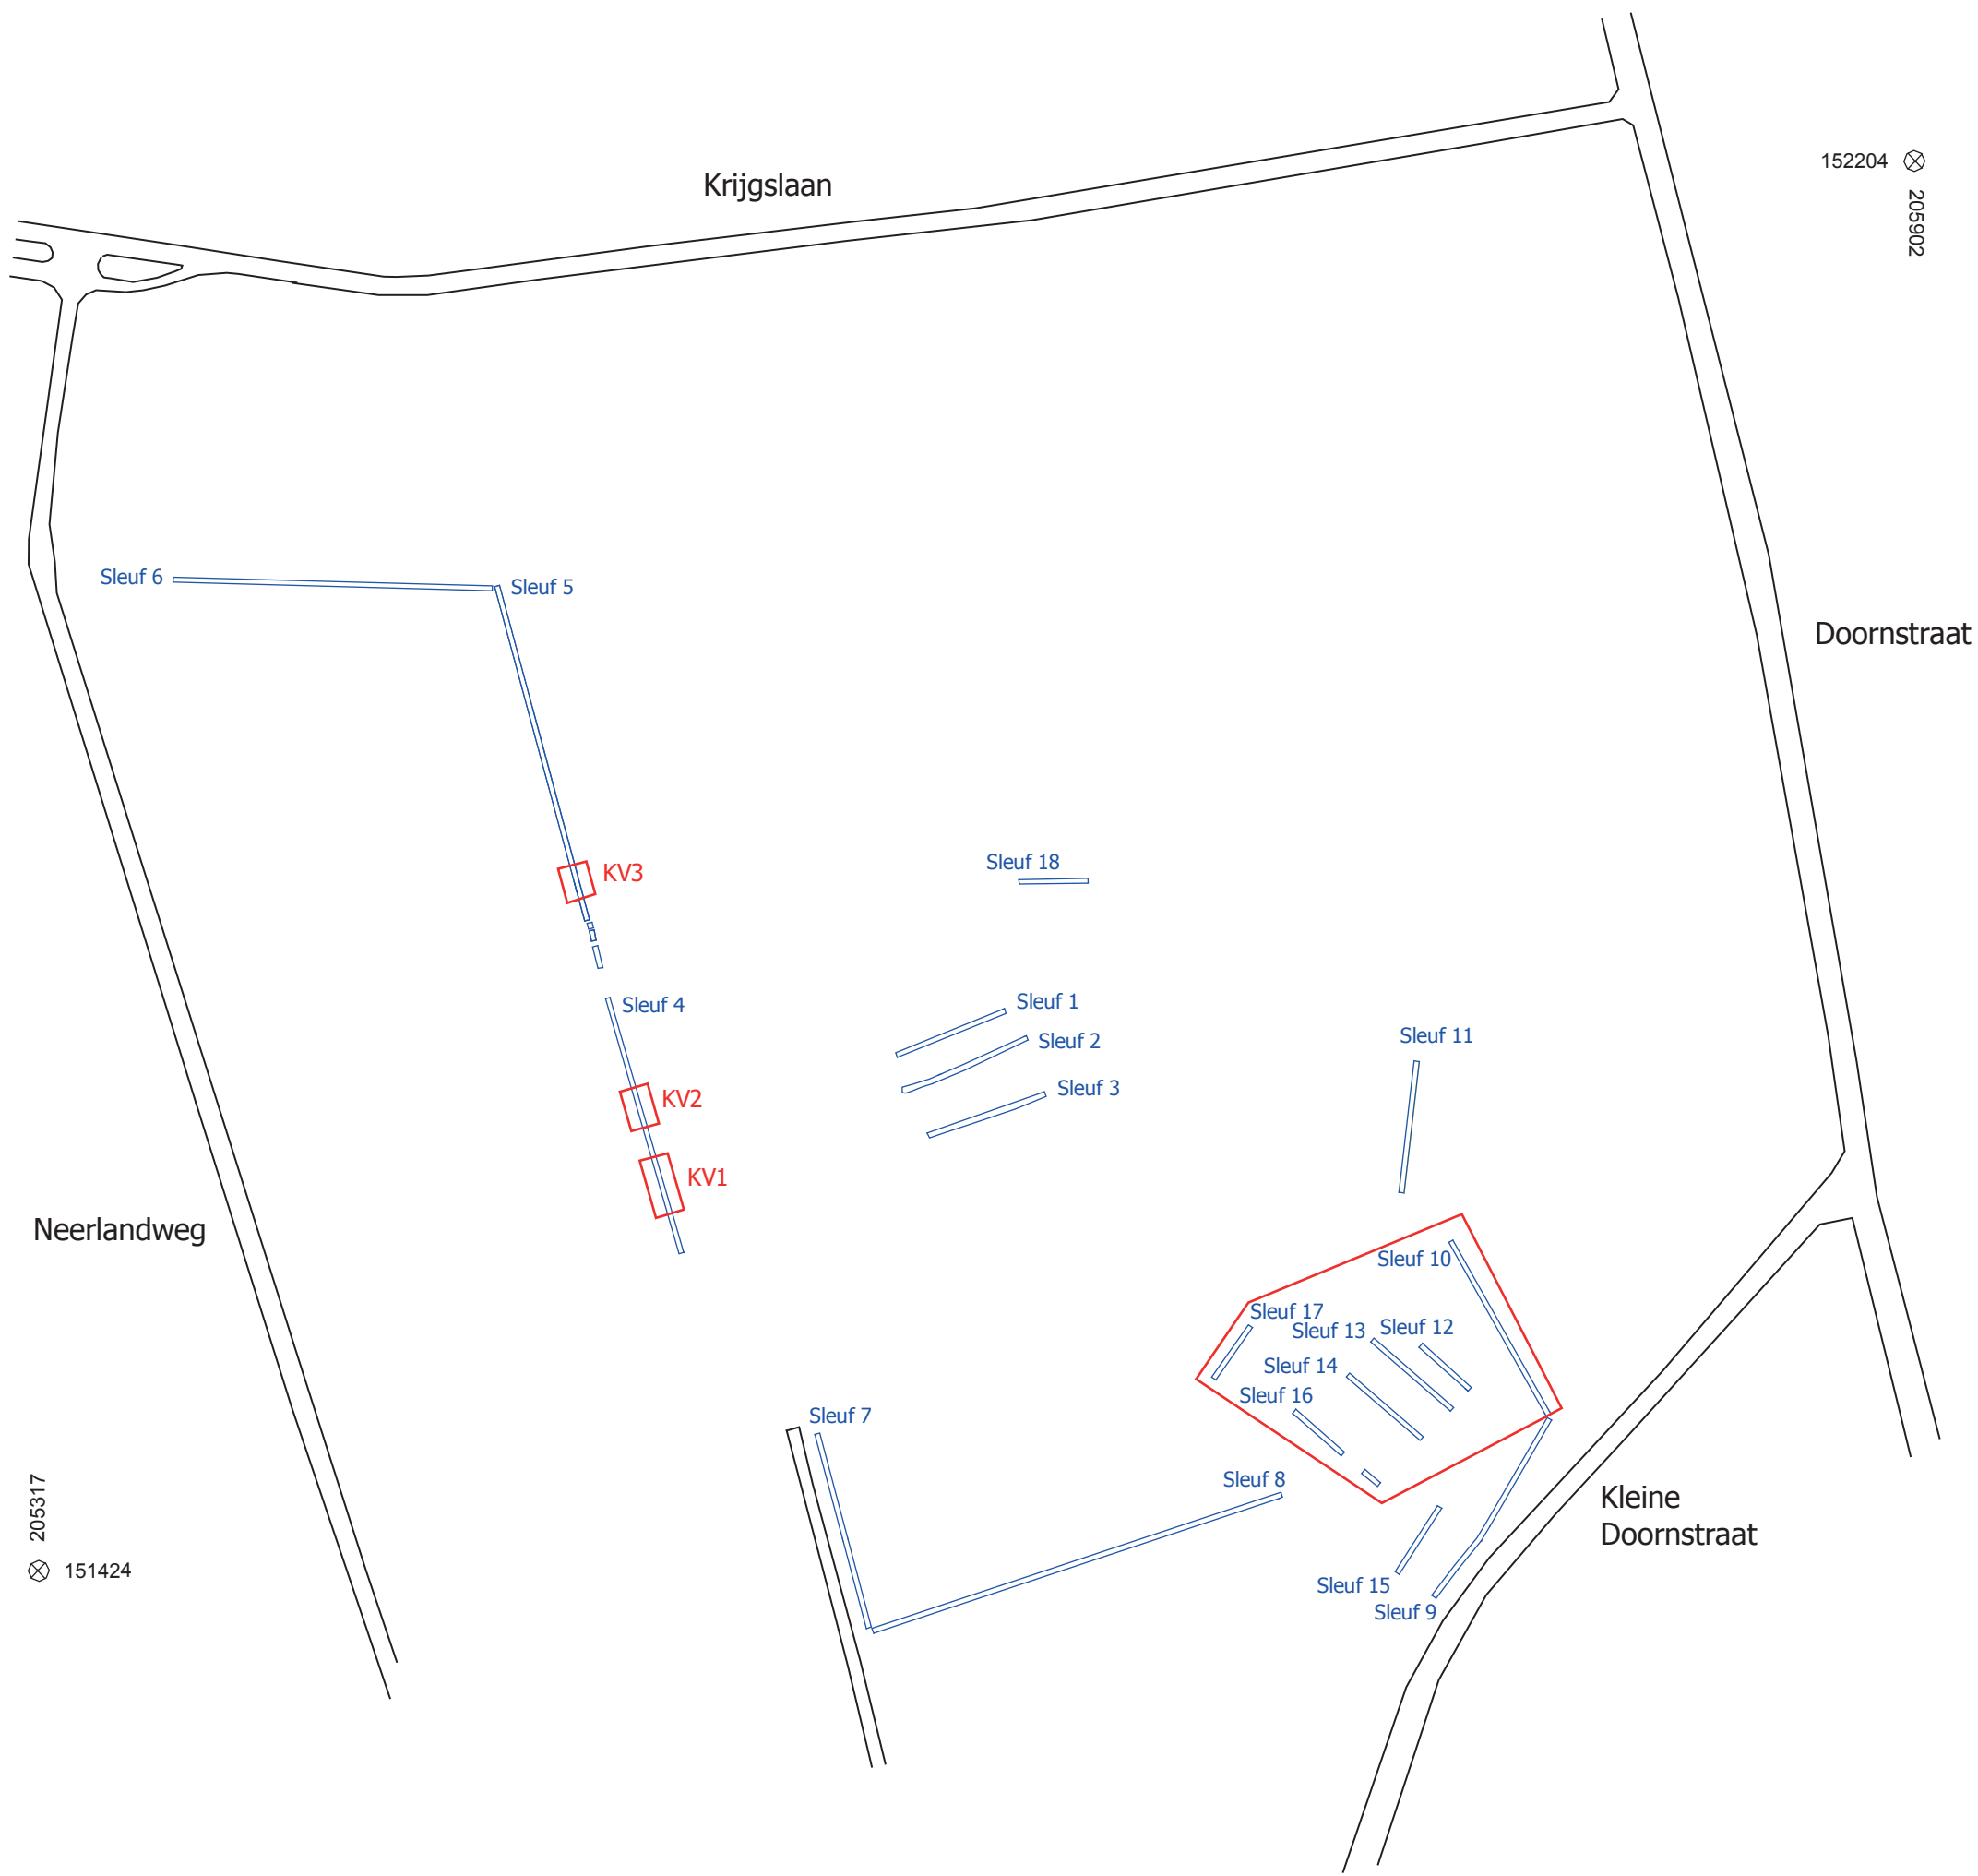 152204
205902
Krijgslaan
Sleuf 6
Sleuf 5
Doornstraat
KV3
Sleuf 18
Sleuf 4
Sleuf 1
Sleuf 2
Sleuf 11
Sleuf 3
KV2
KV1
Neerlandweg
Sleuf 10
Sleuf 17
Sleuf 13
Sleuf 12
Sleuf 14
Sleuf 16
Sleuf 7
Sleuf 8
Kleine
Doornstraat
205317
151424
Sleuf 15
Sleuf 9